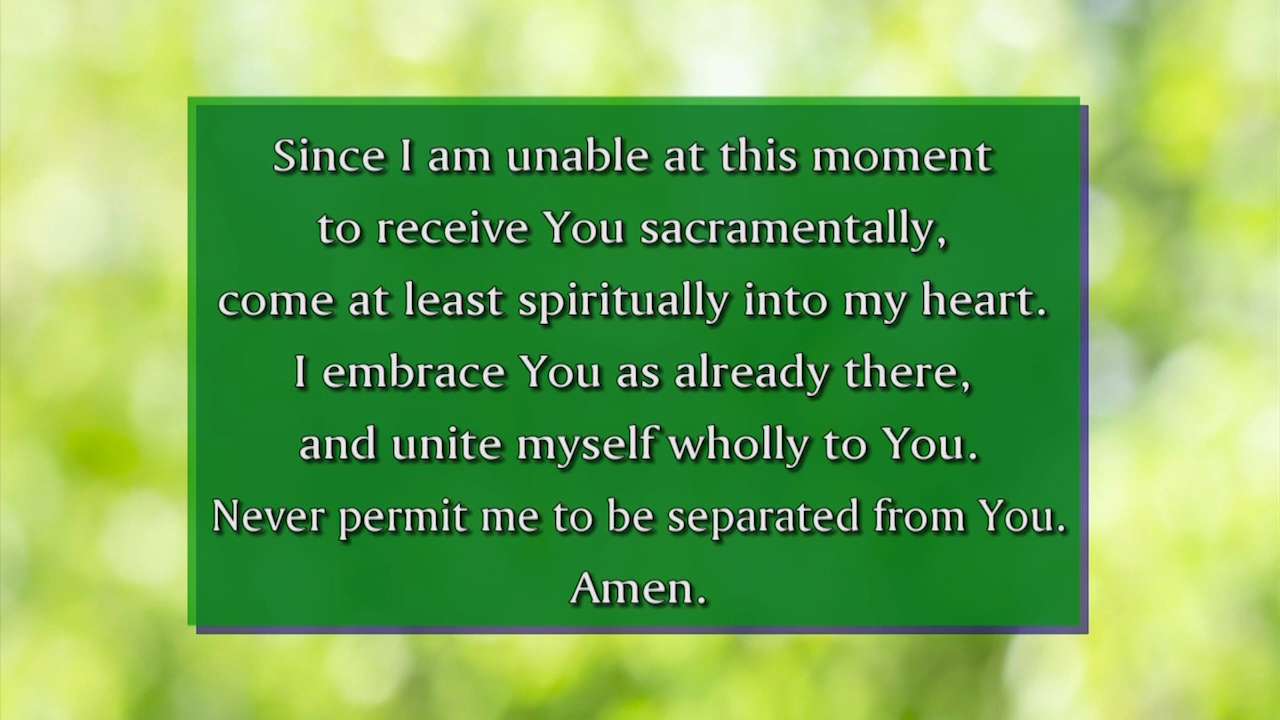 Since I am unable at this moment
to receive You sacramentally,
come at least spiritually into my heart.
I embrace You as already there,
and unite myself wholly to You.
Never permit me to be separated from You.
Amen.